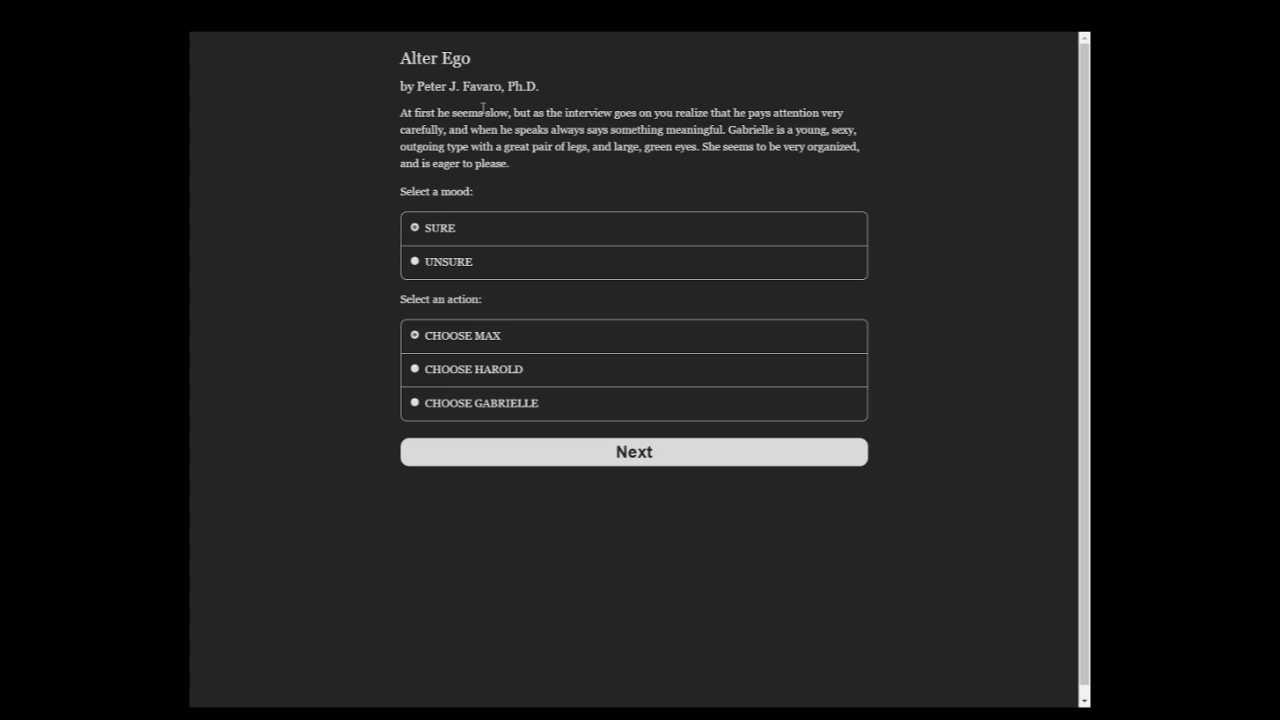 Alter Ego
by Peter J. Favaro, Ph.D.
At first he seems slow, but as the interview goes on you realize that he pays attention very
carefully, and when he speaks always says something meaningful. Gabrielle is a young, sexy,
outgoing type with a great pair of legs, and large, green eyes. She seems to be very organized,
and is eager to please.
Select a mood:
SURE
UNSURE
Select an action:
CHOOSE MAX
CHOOSE HAROLD
CHOOSE GABRIELLE
Next